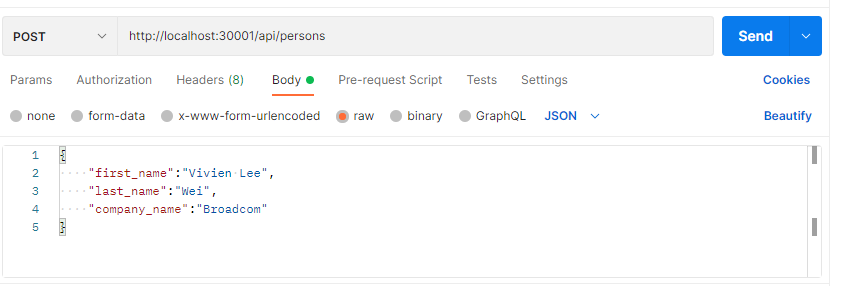 POST http://localhost:30001/api/persons Send
Params Authorization Headers (8) Body Pre-request Script Tests Settings Cookies
none form-data x-www-form-urlencoded raw binary GraphQL JSON Beautify
1 {
2 "first_name":"Vivien Lee",
3 "last_name":"Wei",
4 "company_name":"Broadcom"
5 }